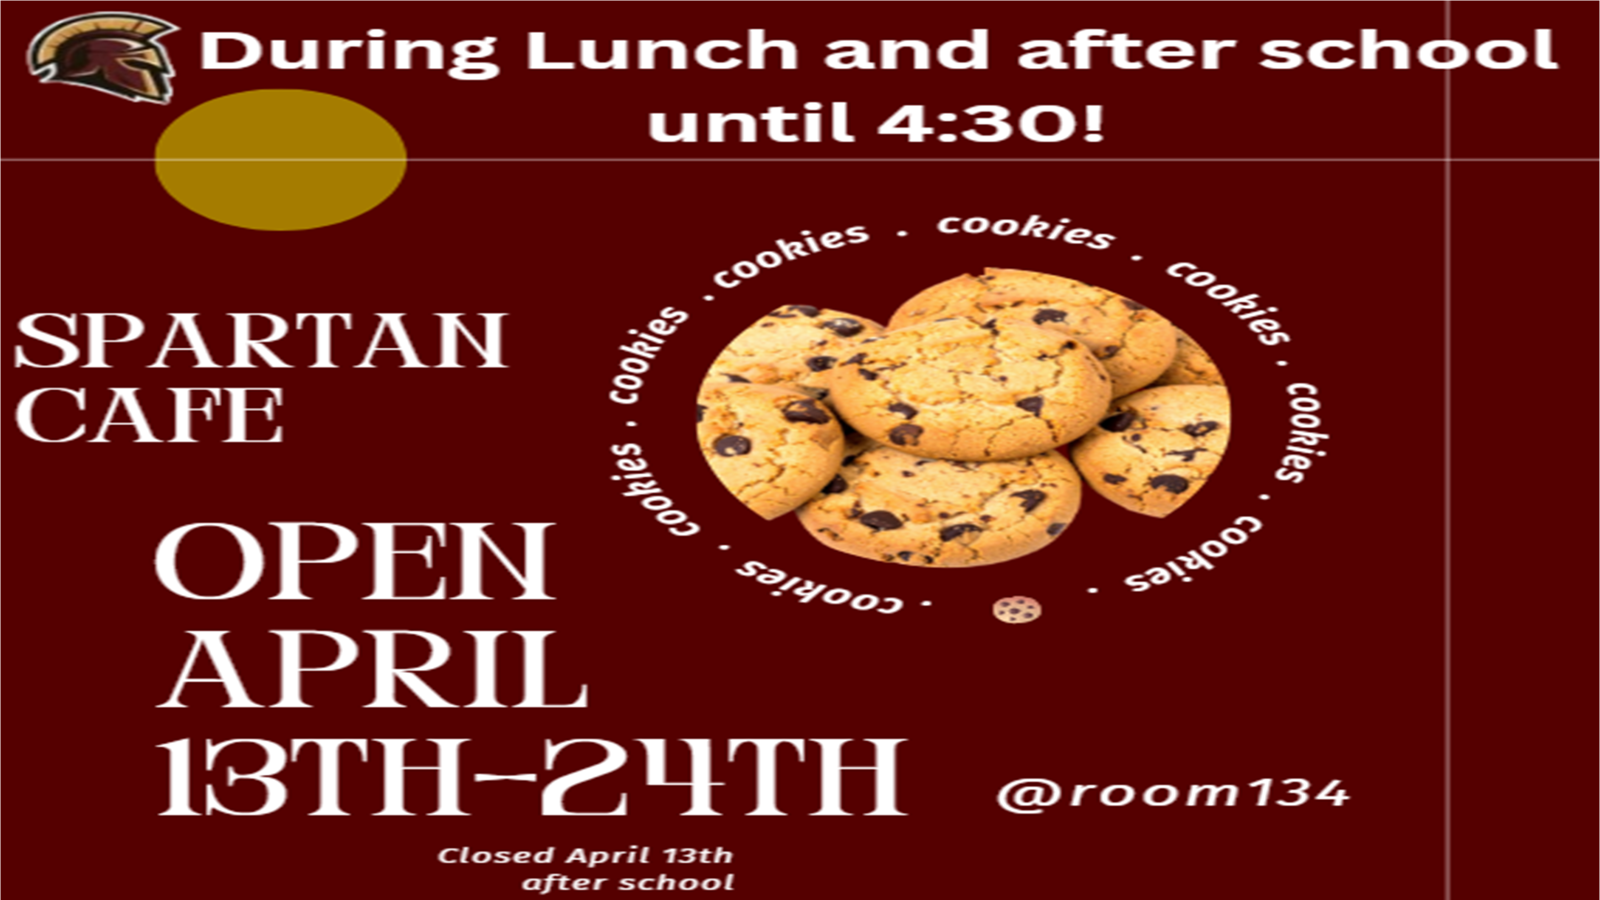 During Lunch and after school
until 4:30!
SPARTAN
CAFE
cookies . cookies . cookies . cookies . cookies . cookies . cookies . cookies .
OPEN
APRIL
13TH-24TH
@room134
Closed April 13th
after school